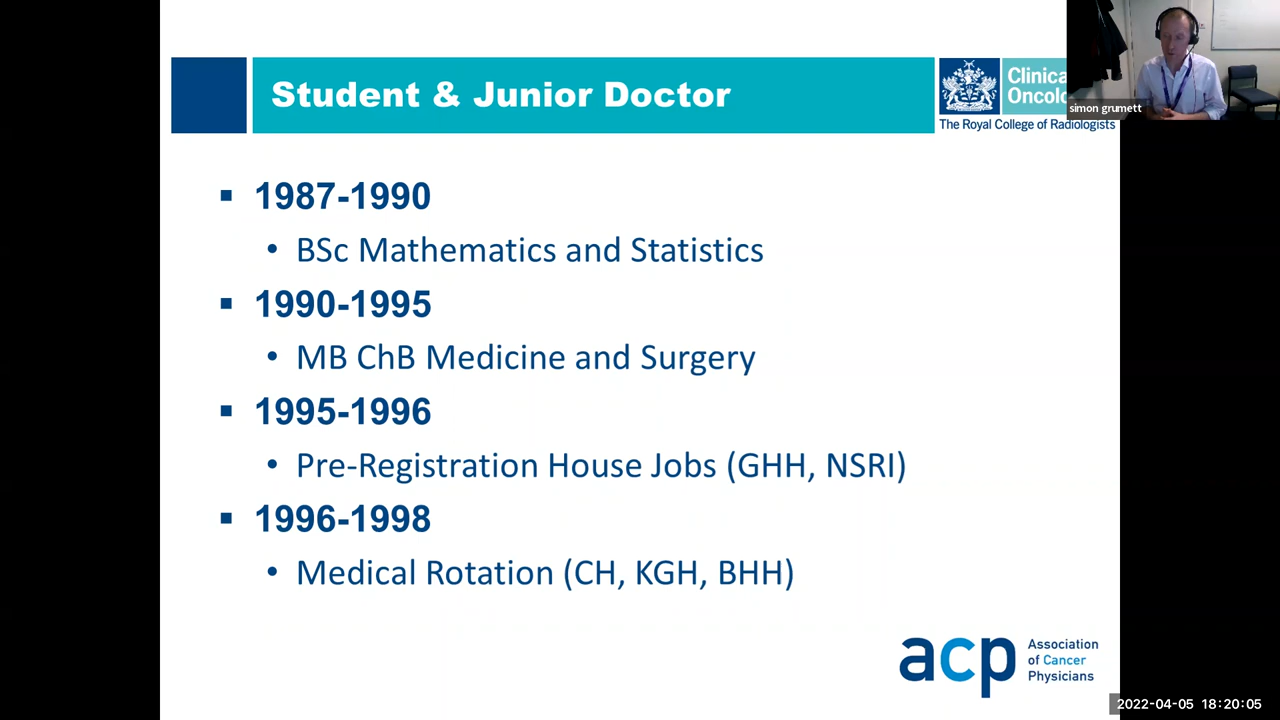 Student & Junior Doctor
Clinica
Oncolo
The Royal College of Radiologists
simon grumett
▪ 1987-1990
• BSc Mathematics and Statistics
▪ 1990-1995
• MB ChB Medicine and Surgery
▪ 1995-1996
• Pre-Registration House Jobs (GHH, NSRI)
▪ 1996-1998
• Medical Rotation (CH, KGH, BHH)
acp
Association
of Cancer
Physicians
2022-04-05 18:20:05